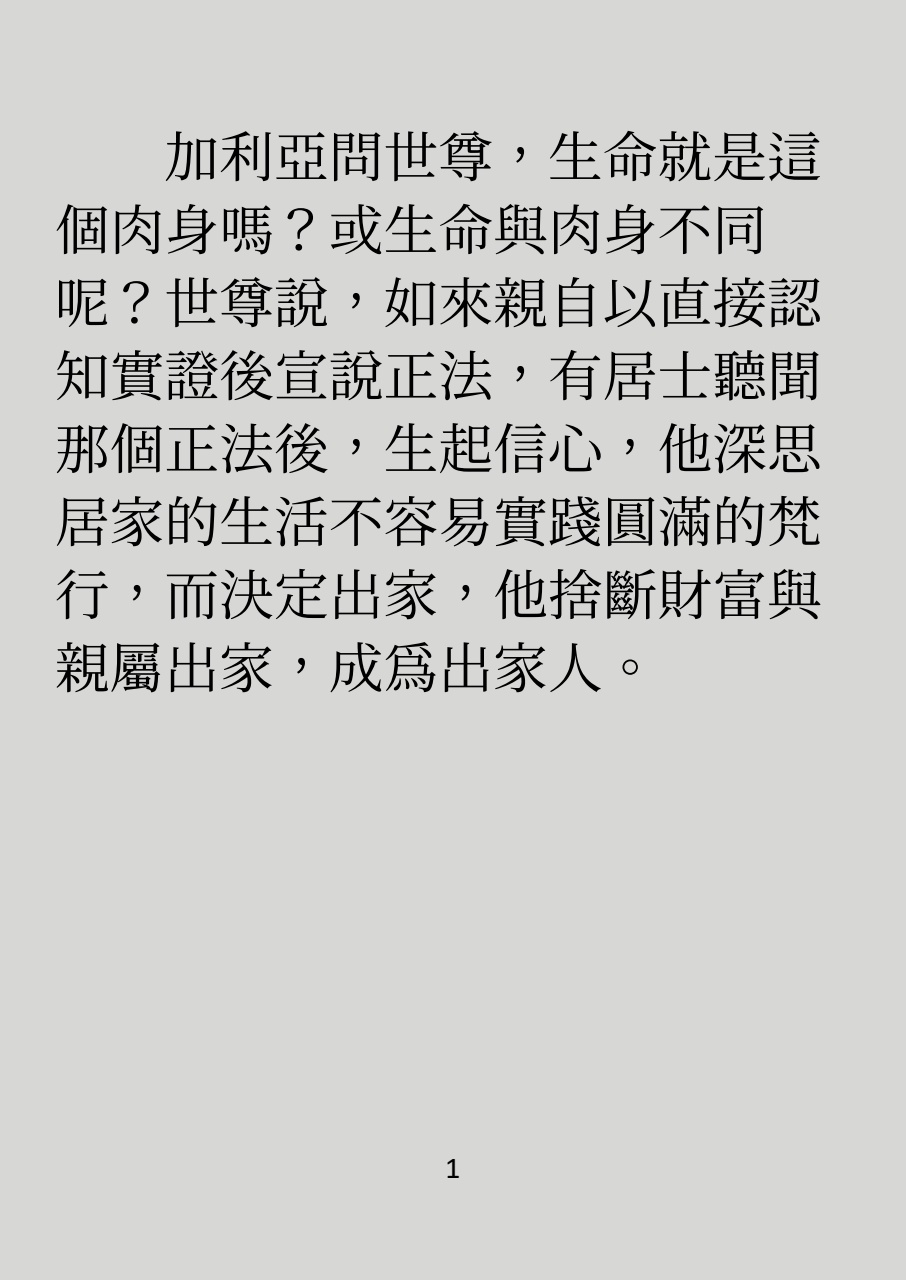 加利亞問世尊，生命就是這
個肉身嗎？或生命與肉身不同
呢？世尊說，如來親自以直接認
知實證後宣說正法，有居士聽聞
那個正法後，生起信心，他深思
居家的生活不容易實踐圓滿的梵
行，而決定出家，他捨斷財富與
親屬出家，成爲出家人。
1